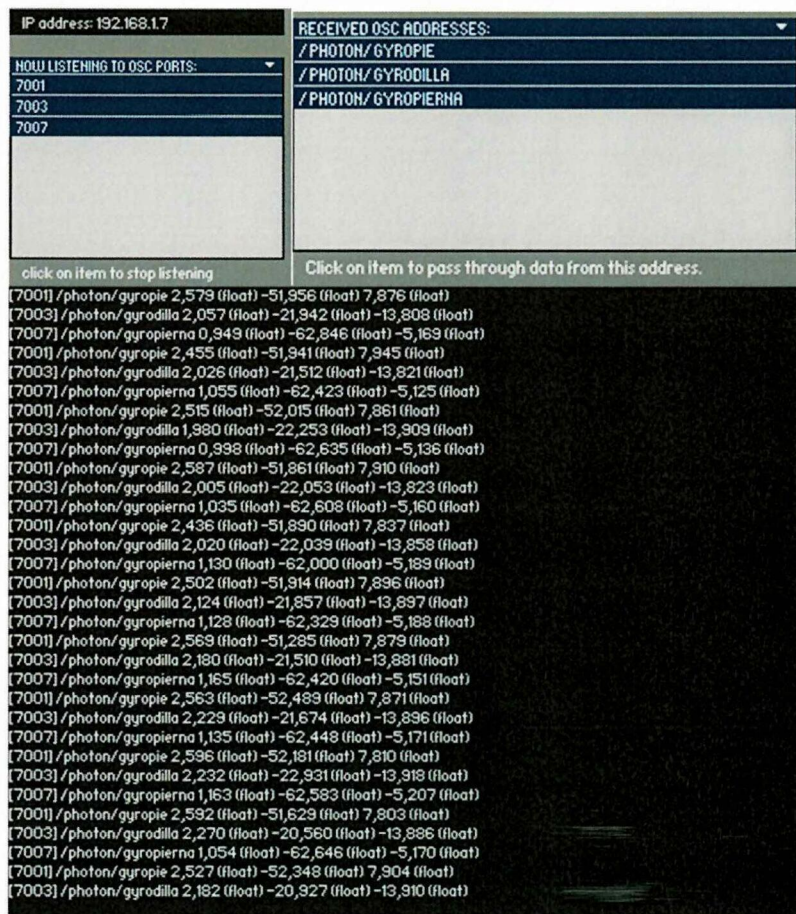 IP address: 192.168.1.7
NOW LISTENING TO OSC PORTS:
7001
7003
7007
click on item to stop listening
RECEIVED OSC ADDRESSES:
/PHOTON/GYROPIE
/PHOTON/GYRODILLA
/PHOTON/GYROPIERNA
Click on item to pass through data from this address.
[7001] /photon/gyropie 2,579 (float) -51,956 (float) 7,876 (float)
[7003] /photon/gyrodilla 2,057 (float) -21,942 (float) -13,808 (float)
[7007] /photon/gyropierna 0,949 (float) -62,846 (float) -5,169 (float)
[7001] /photon/gyropie 2,455 (float) -51,941 (float) 7,945 (float)
[7003] /photon/gyrodilla 2,026 (float) -21,512 (float) -13,821 (float)
[7007] /photon/gyropierna 1,055 (float) -62,423 (float) -5,125 (float)
[7001] /photon/gyropie 2,515 (float) -52,015 (float) 7,861 (float)
[7003] /photon/gyrodilla 1,980 (float) -22,253 (float) -13,909 (float)
[7007] /photon/gyropierna 0,998 (float) -62,635 (float) -5,136 (float)
[7001] /photon/gyropie 2,587 (float) -51,861 (float) 7,910 (float)
[7003] /photon/gyrodilla 2,005 (float) -22,053 (float) -13,823 (float)
[7007] /photon/gyropierna 1,035 (float) -62,608 (float) -5,160 (float)
[7001] /photon/gyropie 2,436 (float) -51,890 (float) 7,837 (float)
[7003] /photon/gyrodilla 2,020 (float) -22,039 (float) -13,858 (float)
[7007] /photon/gyropierna 1,130 (float) -62,000 (float) -5,189 (float)
[7001] /photon/gyropie 2,502 (float) -51,914 (float) 7,896 (float)
[7003] /photon/gyrodilla 2,124 (float) -21,857 (float) -13,897 (float)
[7007] /photon/gyropierna 1,128 (float) -62,329 (float) -5,188 (float)
[7001] /photon/gyropie 2,569 (float) -51,285 (float) 7,879 (float)
[7003] /photon/gyrodilla 2,180 (float) -21,510 (float) -13,881 (float)
[7007] /photon/gyropierna 1,165 (float) -62,420 (float) -5,151 (float)
[7001] /photon/gyropie 2,563 (float) -52,489 (float) 7,871 (float)
[7003] /photon/gyrodilla 2,229 (float) -21,674 (float) -13,896 (float)
[7007] /photon/gyropierna 1,135 (float) -62,448 (float) -5,171 (float)
[7001] /photon/gyropie 2,596 (float) -52,181 (float) 7,810 (float)
[7003] /photon/gyrodilla 2,232 (float) -22,931 (float) -13,918 (float)
[7007] /photon/gyropierna 1,163 (float) -62,583 (float) -5,207 (float)
[7001] /photon/gyropie 2,592 (float) -51,629 (float) 7,803 (float)
[7003] /photon/gyrodilla 2,270 (float) -20,560 (float) -13,886 (float)
[7007] /photon/gyropierna 1,054 (float) -62,646 (float) -5,170 (float)
[7001] /photon/gyropie 2,527 (float) -52,348 (float) 7,904 (float)
[7003] /photon/gyrodilla 2,182 (float) -20,927 (float) -13,910 (float)